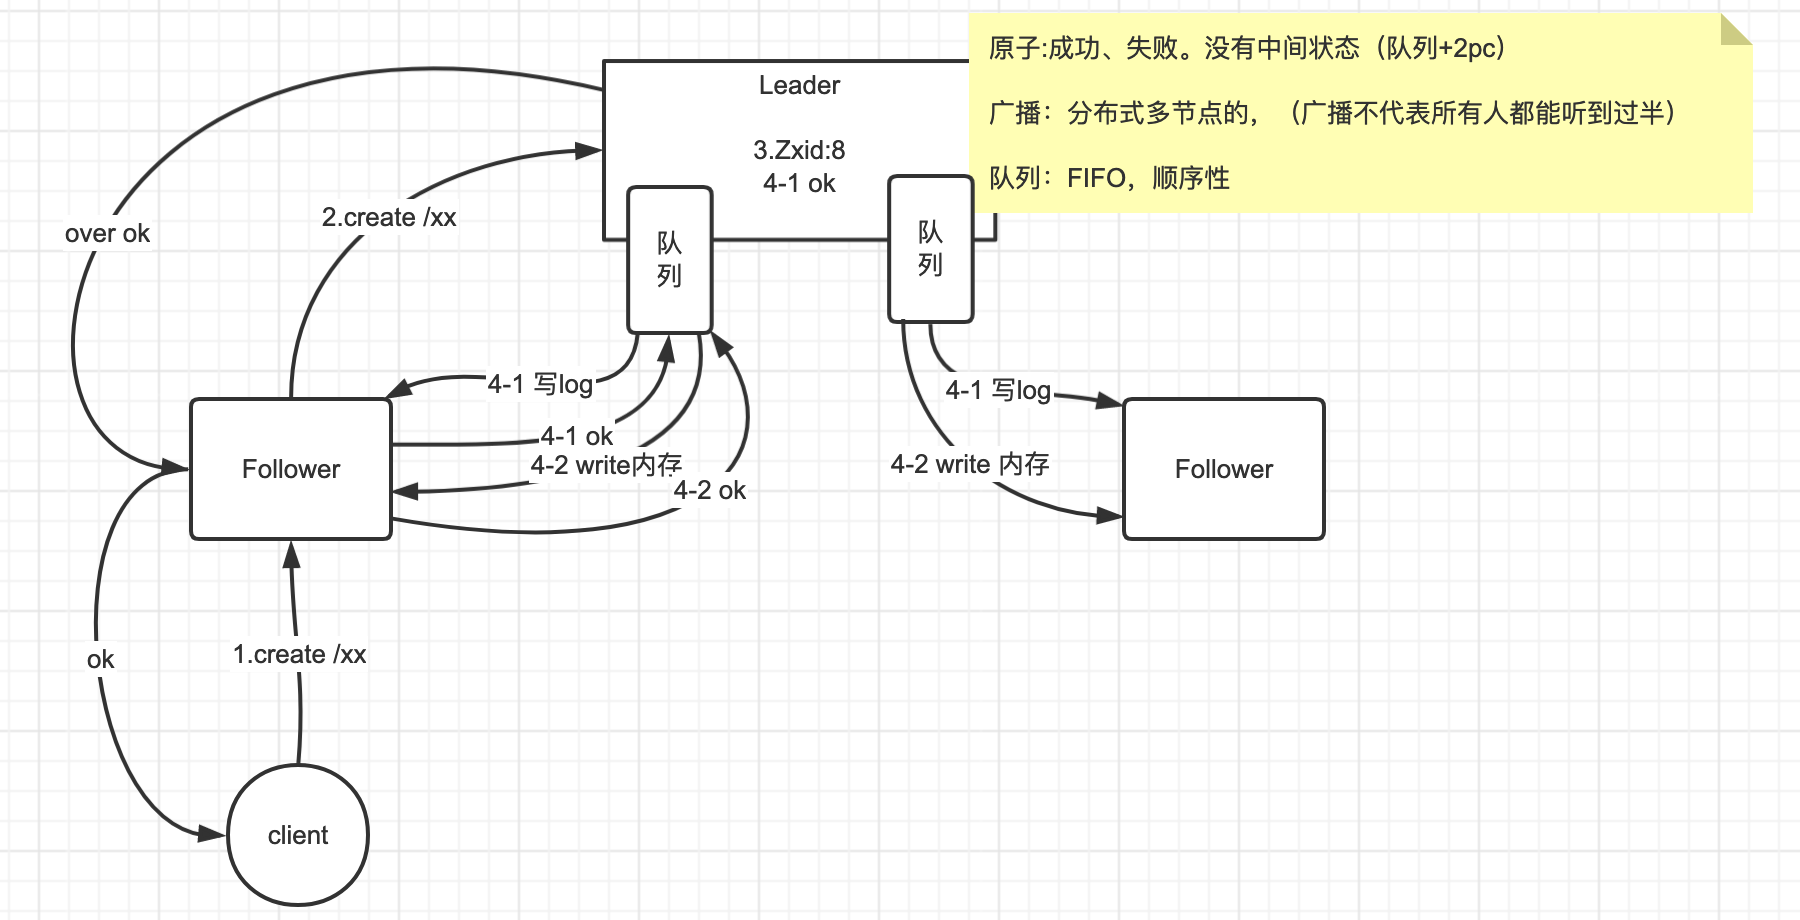 原子:成功、失败。没有中间状态（队列+2pc）
广播：分布式多节点的，（广播不代表所有人都能听到过半）
队列：FIFO，顺序性
Leader
3.Zxid:8
4-1 ok
队
列
队
列
over ok
2.create /xx
4-1 写log
4-1 ok
4-2 write内存
4-2 ok
4-1 写log
4-2 write 内存
Follower
Follower
ok
1.create /xx
client